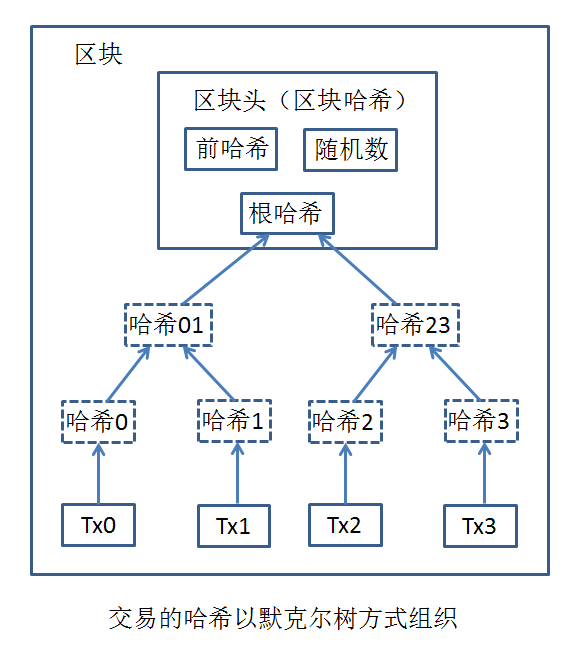 区块
区块头（区块哈希）
前哈希 随机数
根哈希
哈希01 哈希23
哈希0 哈希1 哈希2 哈希3
Tx0 Tx1 Tx2 Tx3
交易的哈希以默克尔树方式组织